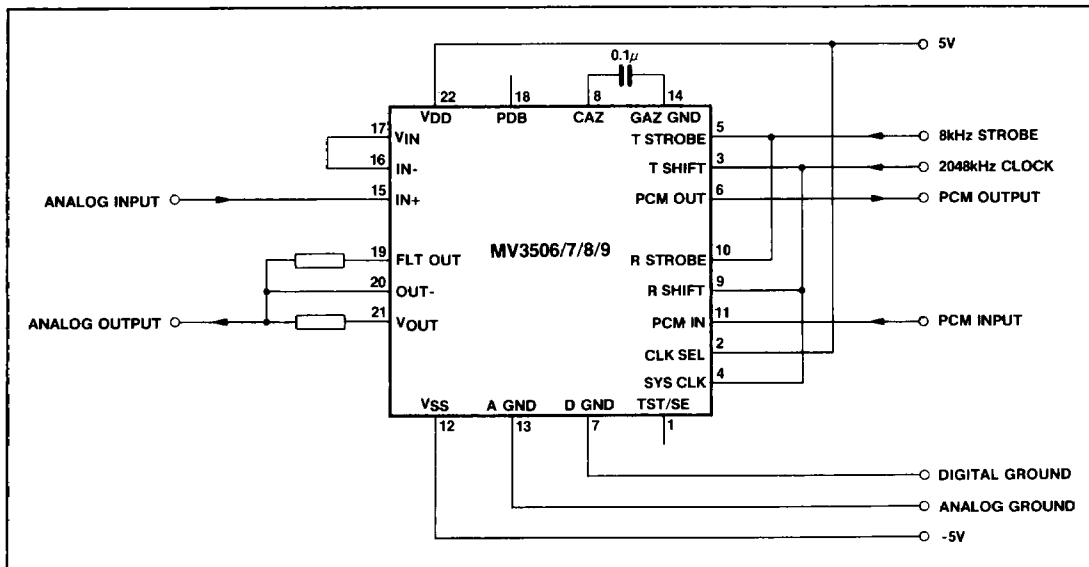 5V
0.1μ
22
18
8
14
VDD
PDB
CAZ
GAZ GND
17
VIN
T STROBE
5
8kHz STROBE
16
IN-
T SHIFT
3
2048kHz CLOCK
ANALOG INPUT
15
IN+
PCM OUT
6
PCM OUTPUT
MV3506/7/8/9
19
FLT OUT
R STROBE
10
20
OUT-
R SHIFT
9
ANALOG OUTPUT
21
VOUT
PCM IN
11
PCM INPUT
CLK SEL
2
SYS CLK
4
VSS
A GND
D GND
TST/SE
12
13
7
1
DIGITAL GROUND
ANALOG GROUND
-5V